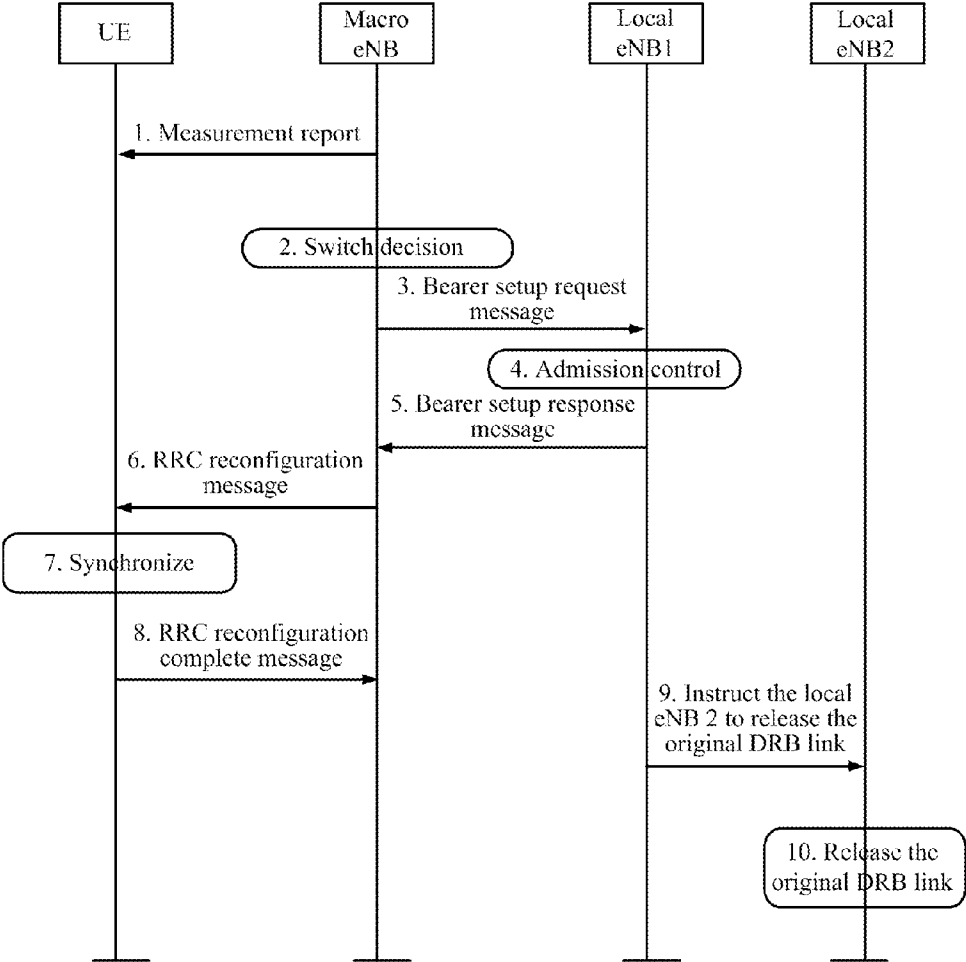 UE
Macro
eNB
Local
eNB1
Local
eNB2
1. Measurement report
2. Switch decision
3. Bearer setup request
message
4. Admission control
5. Bearer setup response
message
6. RRC reconfiguration
message
7. Synchronize
8. RRC reconfiguration
complete message
9. Instruct the local
eNB 2 to release the
original DRB link
10. Release the
original DRB link